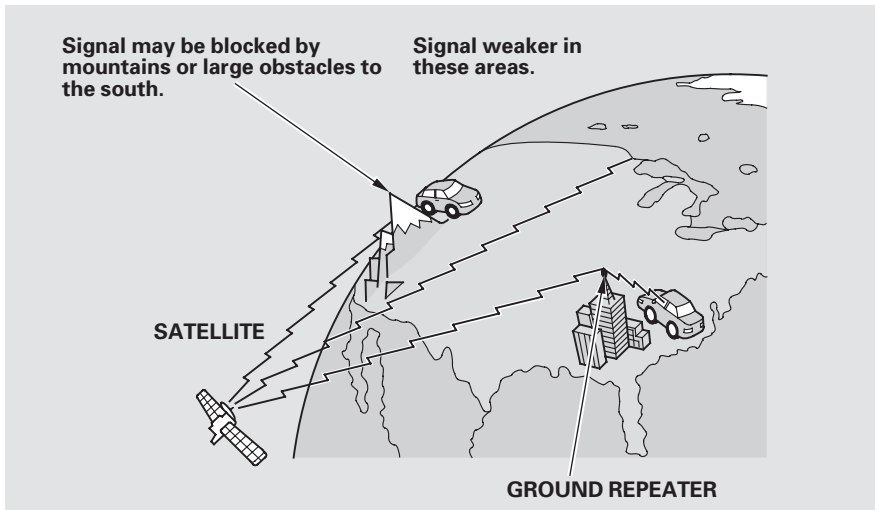 Signal may be blocked by
mountains or large obstacles to
the south.
Signal weaker in
these areas.
SATELLITE
GROUND REPEATER